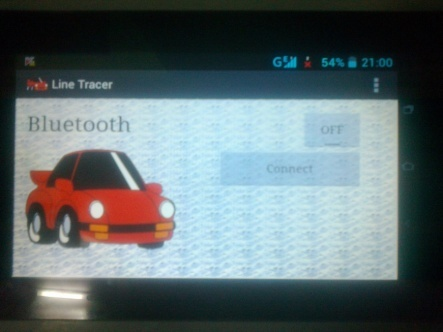 G 54% 21:00
Line Tracer
Bluetooth
OFF
Connect